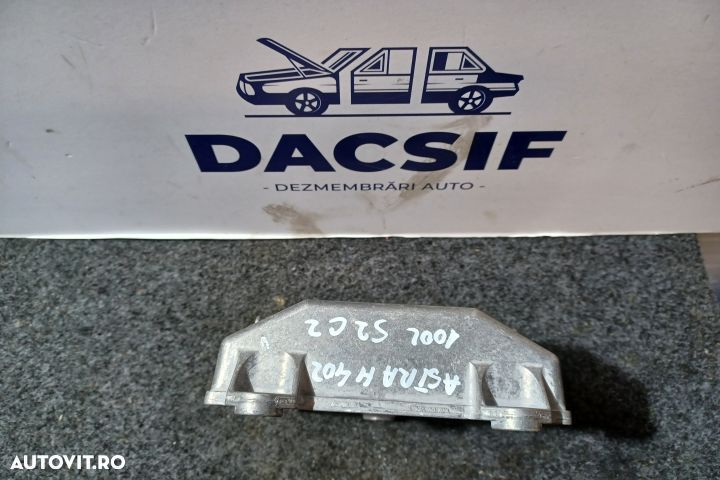 DACSIF
- DEZMEMBRĂRI AUTO -
ASTRA H 402
100L S2C2
AUTOVIT.RO